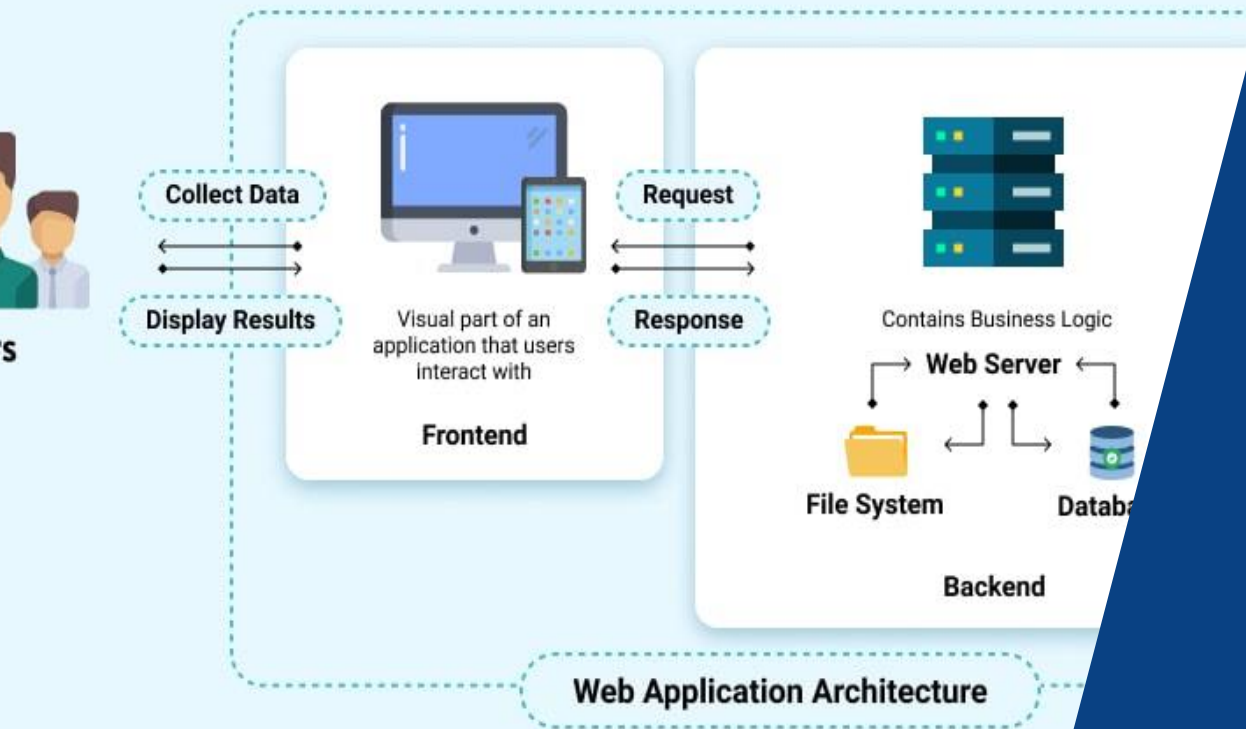 Collect Data
Display Results
Visual part of an
application that users
interact with
Frontend
Request
Response
Contains Business Logic
Web Server
File System
Backend
Web Application Architecture